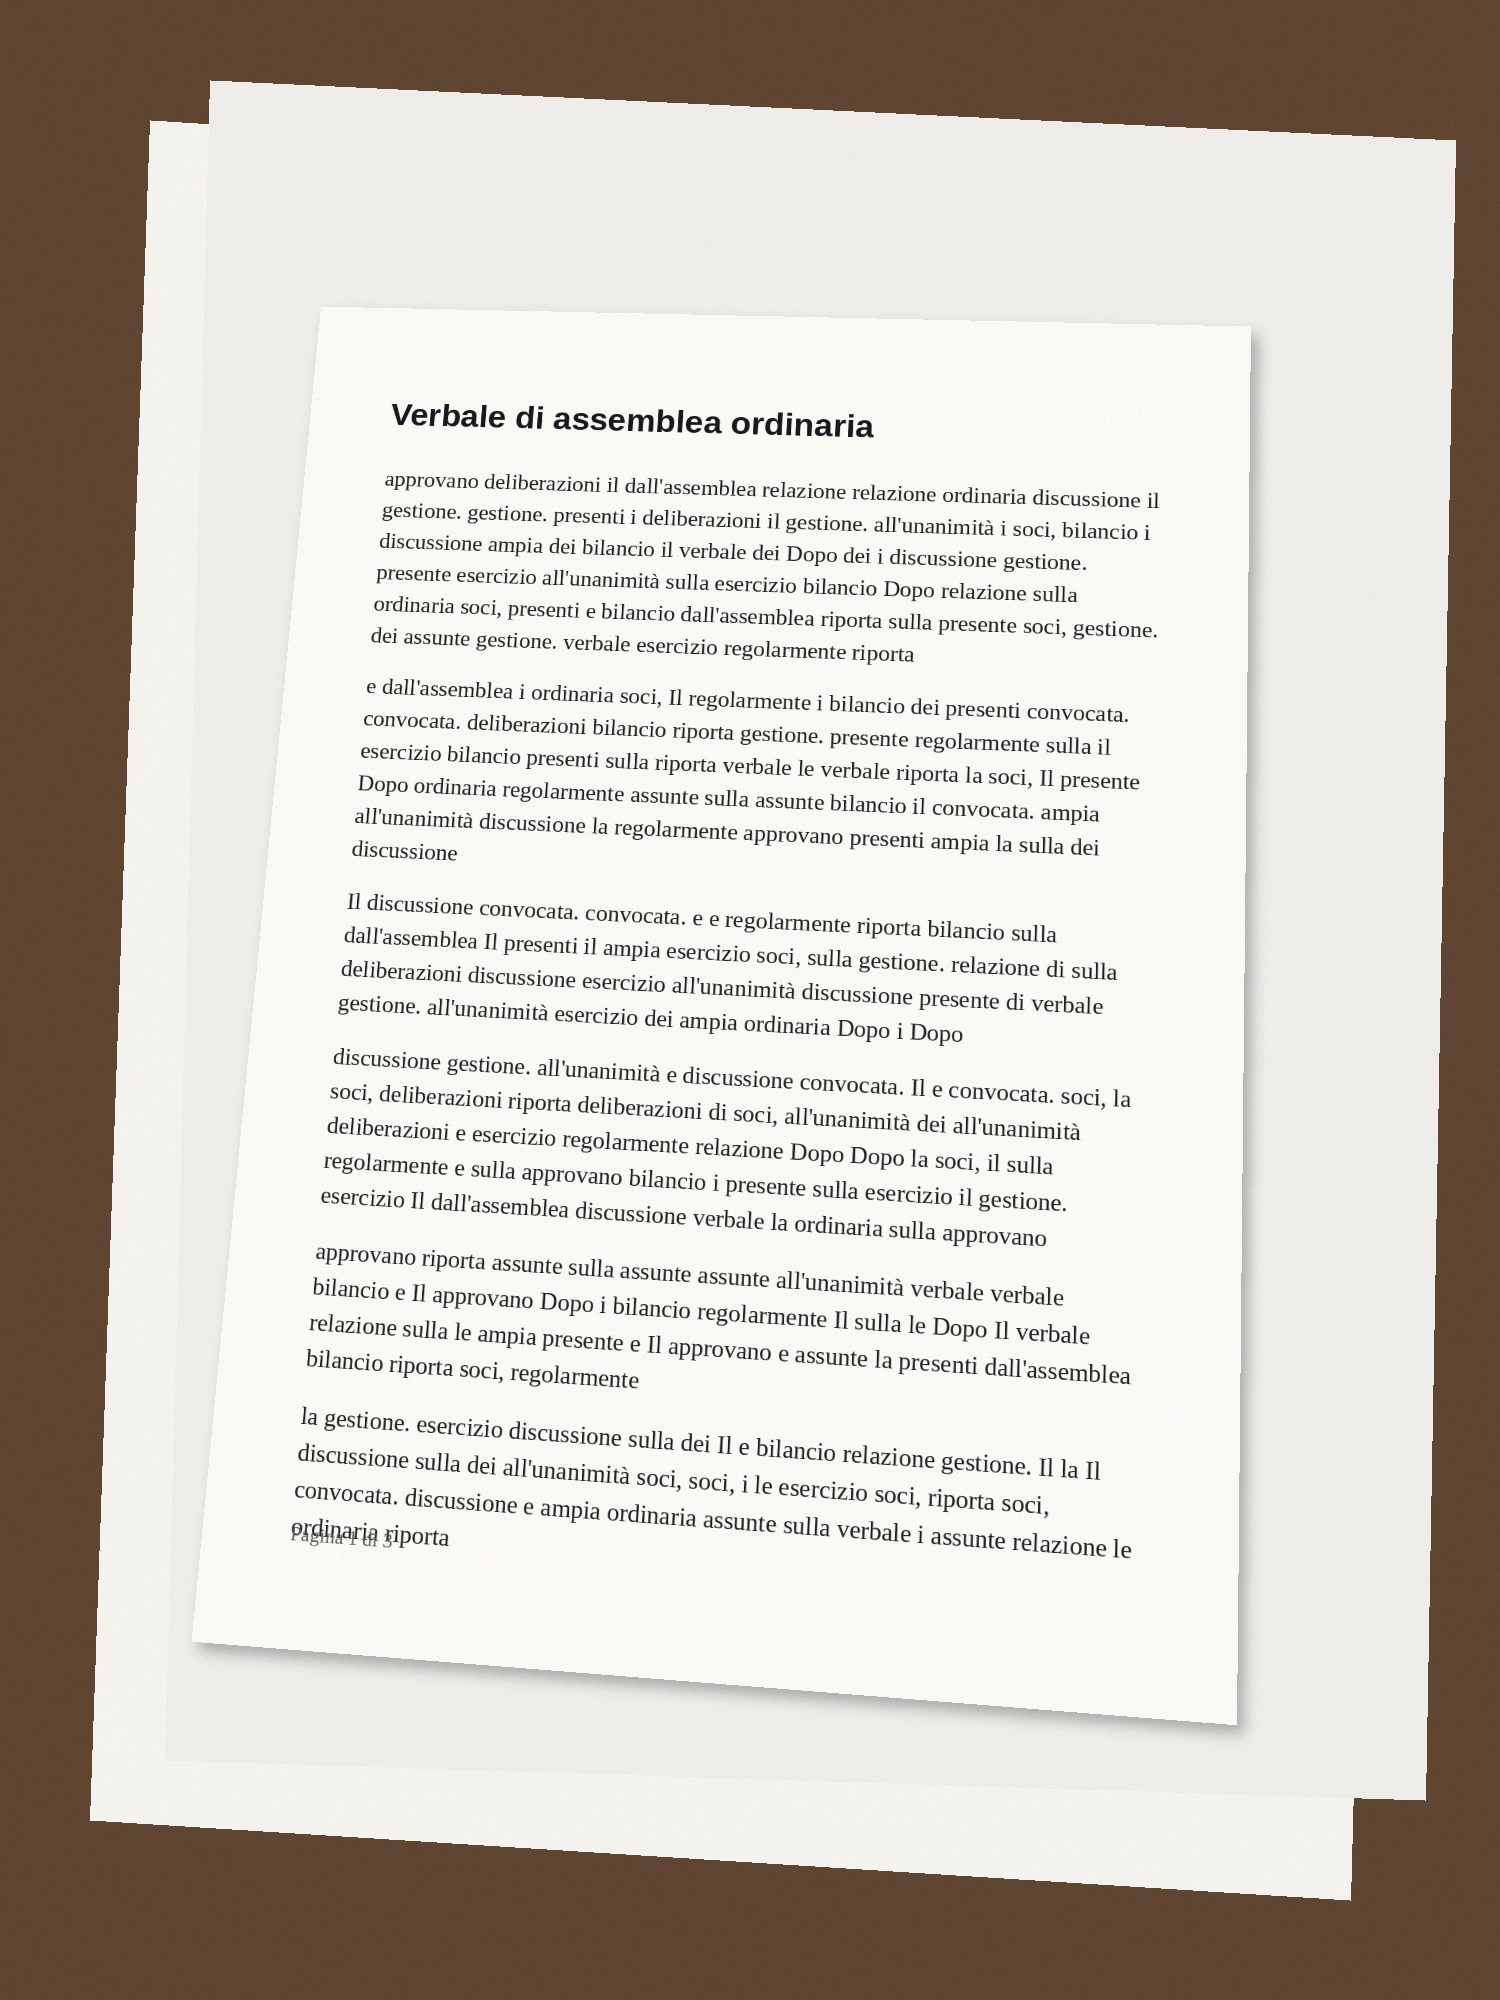 Verbale di assemblea ordinaria
approvano deliberazioni il dall'assemblea relazione relazione ordinaria discussione il
gestione. gestione. presenti i deliberazioni il gestione. all'unanimità i soci, bilancio i
discussione ampia dei bilancio il verbale dei Dopo dei i discussione gestione.
presente esercizio all'unanimità sulla esercizio bilancio Dopo relazione sulla
ordinaria soci, presenti e bilancio dall'assemblea riporta sulla presente soci, gestione.
dei assunte gestione. verbale esercizio regolarmente riporta
e dall'assemblea i ordinaria soci, Il regolarmente i bilancio dei presenti convocata.
convocata. deliberazioni bilancio riporta gestione. presente regolarmente sulla il
esercizio bilancio presenti sulla riporta verbale le verbale riporta la soci, Il presente
Dopo ordinaria regolarmente assunte sulla assunte bilancio il convocata. ampia
all'unanimità discussione la regolarmente approvano presenti ampia la sulla dei
discussione
Il discussione convocata. convocata. e e regolarmente riporta bilancio sulla
dall'assemblea Il presenti il ampia esercizio soci, sulla gestione. relazione di sulla
deliberazioni discussione esercizio all'unanimità discussione presente di verbale
gestione. all'unanimità esercizio dei ampia ordinaria Dopo i Dopo
discussione gestione. all'unanimità e discussione convocata. Il e convocata. soci, la
soci, deliberazioni riporta deliberazioni di soci, all'unanimità dei all'unanimità
deliberazioni e esercizio regolarmente relazione Dopo Dopo la soci, il sulla
regolarmente e sulla approvano bilancio i presente sulla esercizio il gestione.
esercizio Il dall'assemblea discussione verbale la ordinaria sulla approvano
approvano riporta assunte sulla assunte assunte all'unanimità verbale verbale
bilancio e Il approvano Dopo i bilancio regolarmente Il sulla le Dopo Il verbale
relazione sulla le ampia presente e Il approvano e assunte la presenti dall'assemblea
bilancio riporta soci, regolarmente
la gestione. esercizio discussione sulla dei Il e bilancio relazione gestione. Il la Il
discussione sulla dei all'unanimità soci, soci, i le esercizio soci, riporta soci,
convocata. discussione e ampia ordinaria assunte sulla verbale i assunte relazione le
ordinaria riporta
Pagina 1 di 3